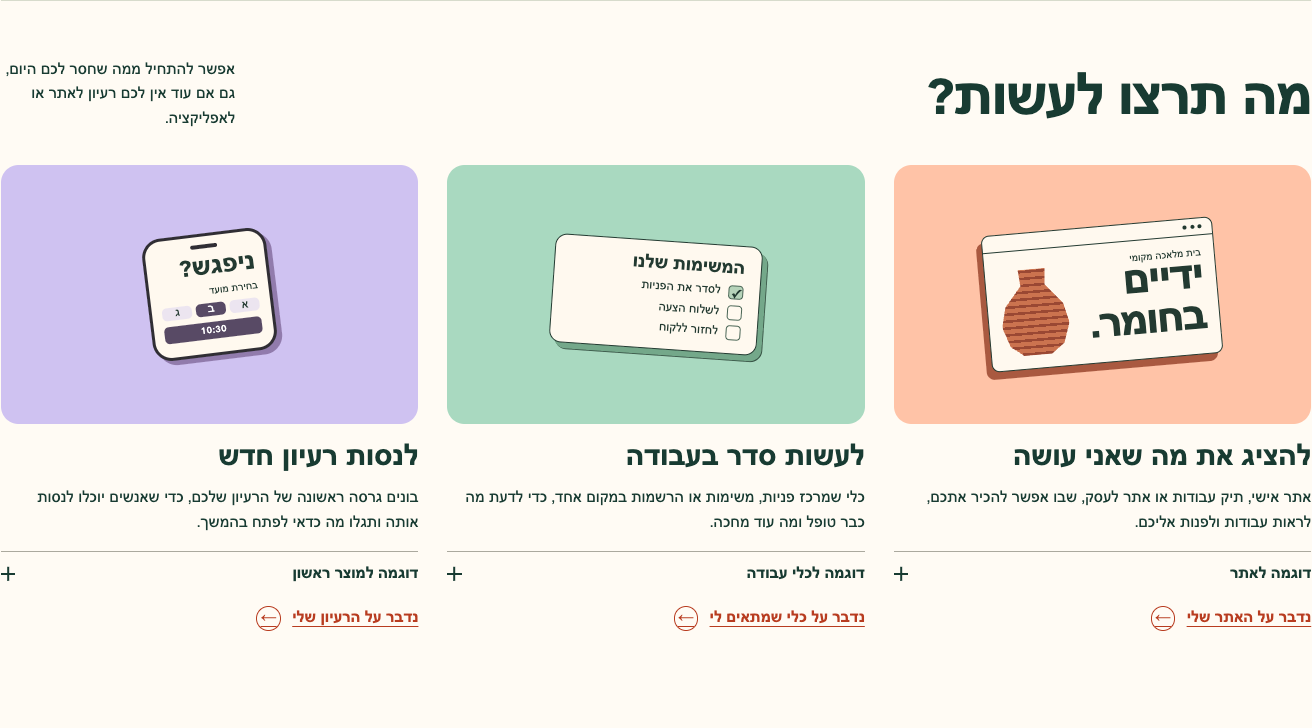 מה תרצו לעשות?
אפשר להתחיל ממה שחסר לכם היום,
גם אם עוד אין לכם רעיון לאתר או
לאפליקציה.
בית מלאכה מקומי
ידיים
בחומר.
להציג את מה שאני עושה
אתר אישי, תיק עבודות או אתר לעסק, שבו אפשר להכיר אתכם,
לראות עבודות ולפנות אליכם.
דוגמה לאתר
נדבר על האתר שלי
המשימות שלנו
לסדר את הפניות
לשלוח הצעה
לחזור ללקוח
לעשות סדר בעבודה
כלי שמרכז פניות, משימות או הרשמות במקום אחד, כדי לדעת מה
כבר טופל ומה עוד מחכה.
דוגמה לכלי עבודה
נדבר על כלי שמתאים לי
ניפגש?
בחירת מועד
א ב ג
10:30
לנסות רעיון חדש
בונים גרסה ראשונה של הרעיון שלכם, כדי שאנשים יוכלו לנסות
אותה ותגלו מה כדאי לפתח בהמשך.
דוגמה למוצר ראשון
נדבר על הרעיון שלי